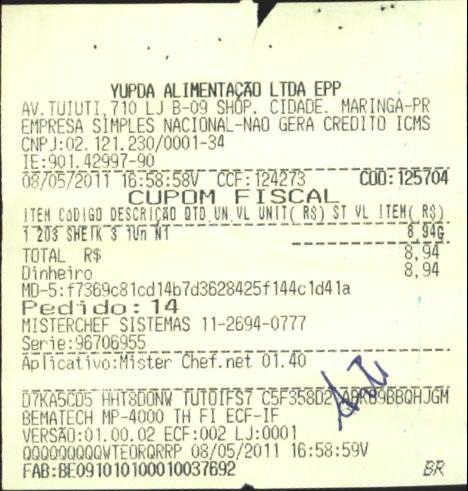 YUPDA ALIMENTAÇÃO LTDA EPP
AV.TUIUTI,710 LJ B-09 SHOP. CIDADE. MARINGA-PR
EMPRESA SIMPLES NACIONAL-NAO GERA CREDITO ICMS
CNPJ:02.121.230/0001-34
IE:901.42997-90
08/05/2011 16:58:58V CCF:124273 COO:125704
CUPOM FISCAL
ITEM CÓDIGO DESCRIÇÃO QTD.UN.VL UNIT( R$) ST VL ITEM( R$)
1 203 SHEIK 3 1Un N1 8,94G
TOTAL R$ 8,94
Dinheiro 8,94
MD-5:f7369c81cd14b7d3628425f144c1d41a
Pedido:14
MISTERCHEF SISTEMAS 11-2694-0777
Serie:96706955
Aplicativo:Mister Chef.net 01.40
BEMATECH MP-4000 TH FI ECF-IF
VERSÃO:01.00.02 ECF:002 LJ:0001
QQQQQQQQQWTEORQRRP 08/05/2011 16:58:59V
FAB:BE091010100010037692 BR